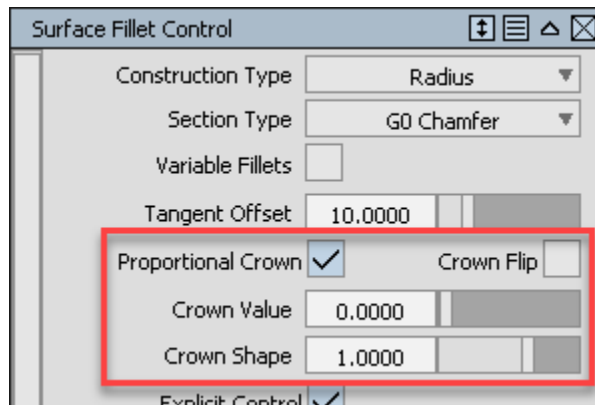 Surface Fillet Control
Construction Type Radius
Section Type G0 Chamfer
Variable Fillets
Tangent Offset 10.0000
Proportional Crown Crown Flip
Crown Value 0.0000
Crown Shape 1.0000
Explicit Control